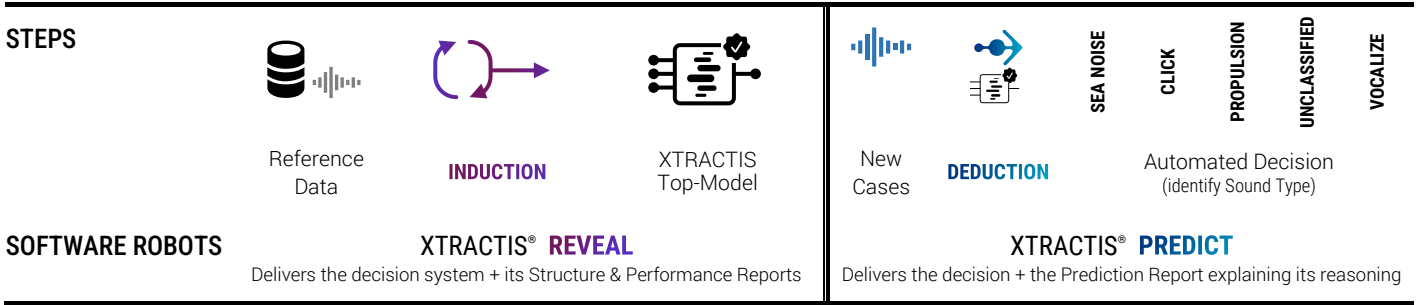 STEPS
SEA NOISE
CLICK
PROPULSION
UNCLASSIFIED
VOCALIZE
Reference
Data
INDUCTION
XTRACTIS
Top-Model
New
Cases
DEDUCTION
Automated Decision
(identify Sound Type)
SOFTWARE ROBOTS
XTRACTIS® REVEAL
Delivers the decision system + its Structure & Performance Reports
XTRACTIS® PREDICT
Delivers the decision + the Prediction Report explaining its reasoning